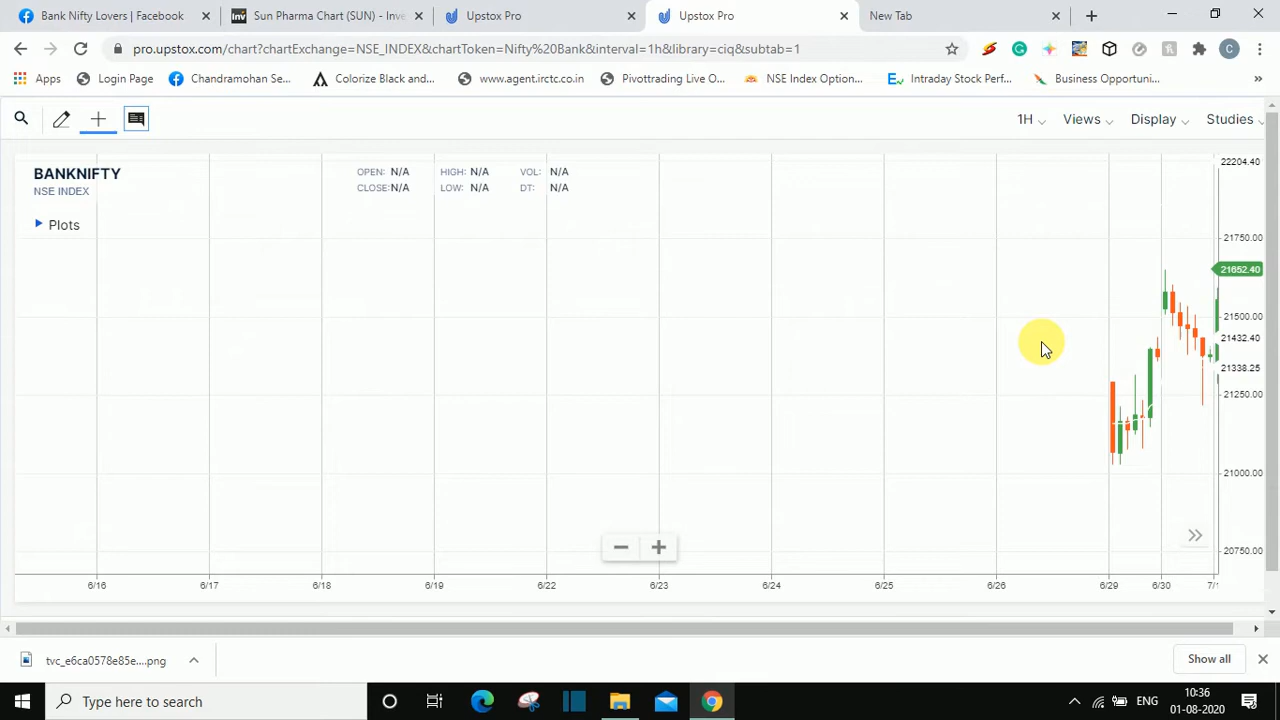 Bank Nifty Lovers | Facebook
Sun Pharma Chart (SUN) - Inve
Upstox Pro
Upstox Pro
New Tab
pro.upstox.com/chart?chartExchange=NSE_INDEX&chartToken=Nifty%20Bank&interval=1h&library=ciq&subtab=1
C
Apps
Login Page
Chandramohan Se...
Colorize Black and...
www.agent.irctc.co.in
Pivottrading Live C...
NSE Index Option...
Intraday Stock Perf...
Business Opportuni...
»
1H
Views
Display
Studies
BANKNIFTY
NSE INDEX
OPEN: N/A
HIGH: N/A
VOL: N/A
CLOSE:N/A
LOW: N/A
DT: N/A
Plots
22204.40
21750.00
21652.40
21500.00
21432.40
21338.25
21250.00
21000.00
20750.00
6/16
6/17
6/18
6/19
6/22
6/23
6/24
6/25
6/26
6/29
6/30
7/1
tvc_e6ca0578e85e....png
Show all
Type here to search
ENG
10:36
01-08-2020